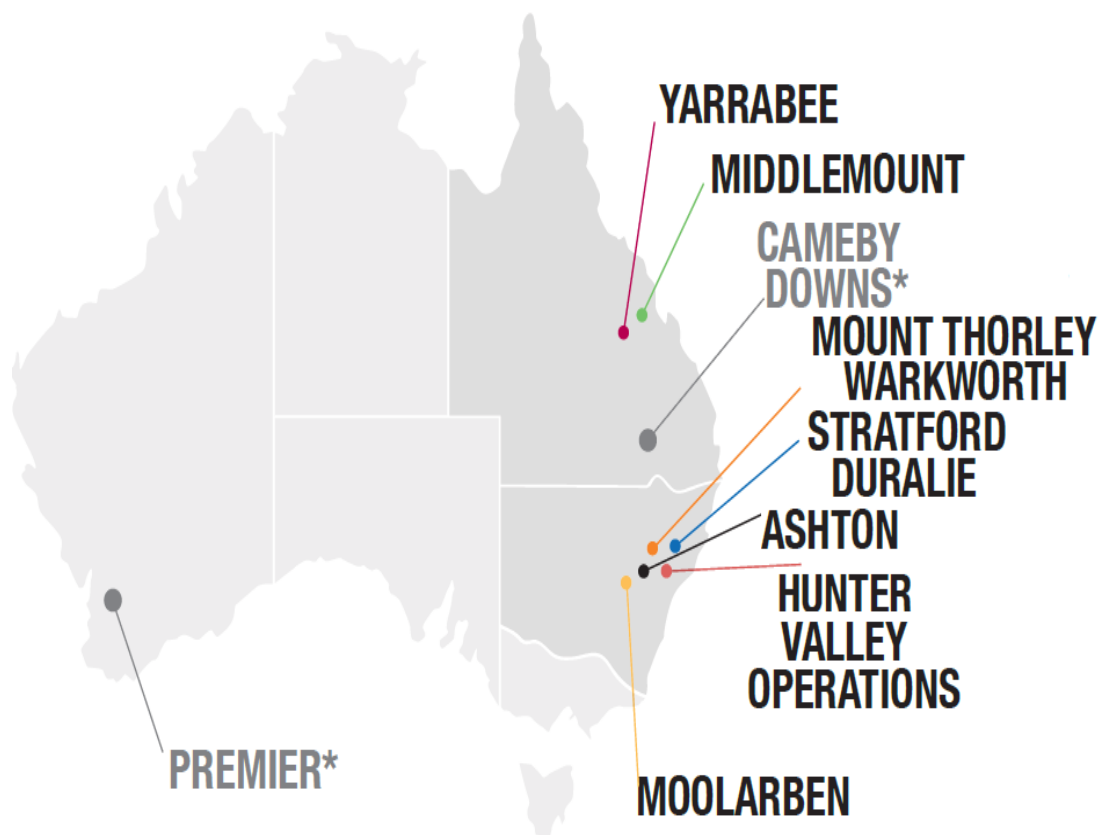 YARRABEE
MIDDLEMOUNT
CAMEBY
DOWNS*
MOUNT THORLEY
WARKWORTH
STRATFORD
DURALIE
ASHTON
HUNTER
VALLEY
OPERATIONS
PREMIER*
MOOLARBEN